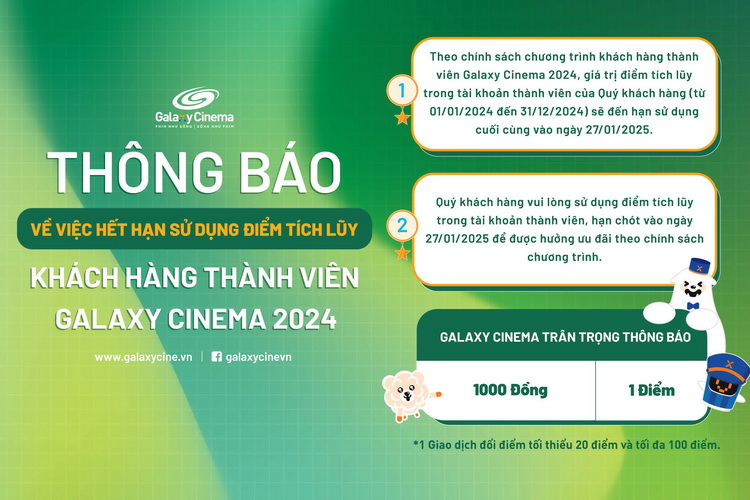 Galaxy Cinema
PHIM NHƯ SỐNG | SỐNG NHƯ PHIM
THÔNG BÁO
VỀ VIỆC HẾT HẠN SỬ DỤNG ĐIỂM TÍCH LŨY
KHÁCH HÀNG THÀNH VIÊN
GALAXY CINEMA 2024
www.galaxycine.vn | galaxycinevn
1
Theo chính sách chương trình khách hàng thành
viên Galaxy Cinema 2024, giá trị điểm tích lũy
trong tài khoản thành viên của Quý khách hàng (từ
01/01/2024 đến 31/12/2024) sẽ đến hạn sử dụng
cuối cùng vào ngày 27/01/2025.
2
Quý khách hàng vui lòng sử dụng điểm tích lũy
trong tài khoản thành viên, hạn chót vào ngày
27/01/2025 để được hưởng ưu đãi theo chính sách
chương trình.
GALAXY CINEMA TRÂN TRỌNG THÔNG BÁO
1000 Đồng
1 Điểm
*1 Giao dịch đổi điểm tối thiểu 20 điểm và tối đa 100 điểm.